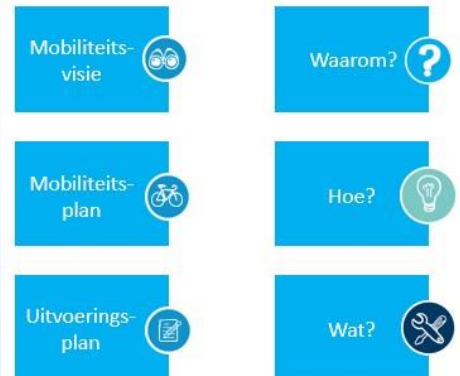 Mobiliteits-
visie
Waarom?
?
Mobiliteits-
plan
Hoe?
Uitvoerings-
plan
Wat?